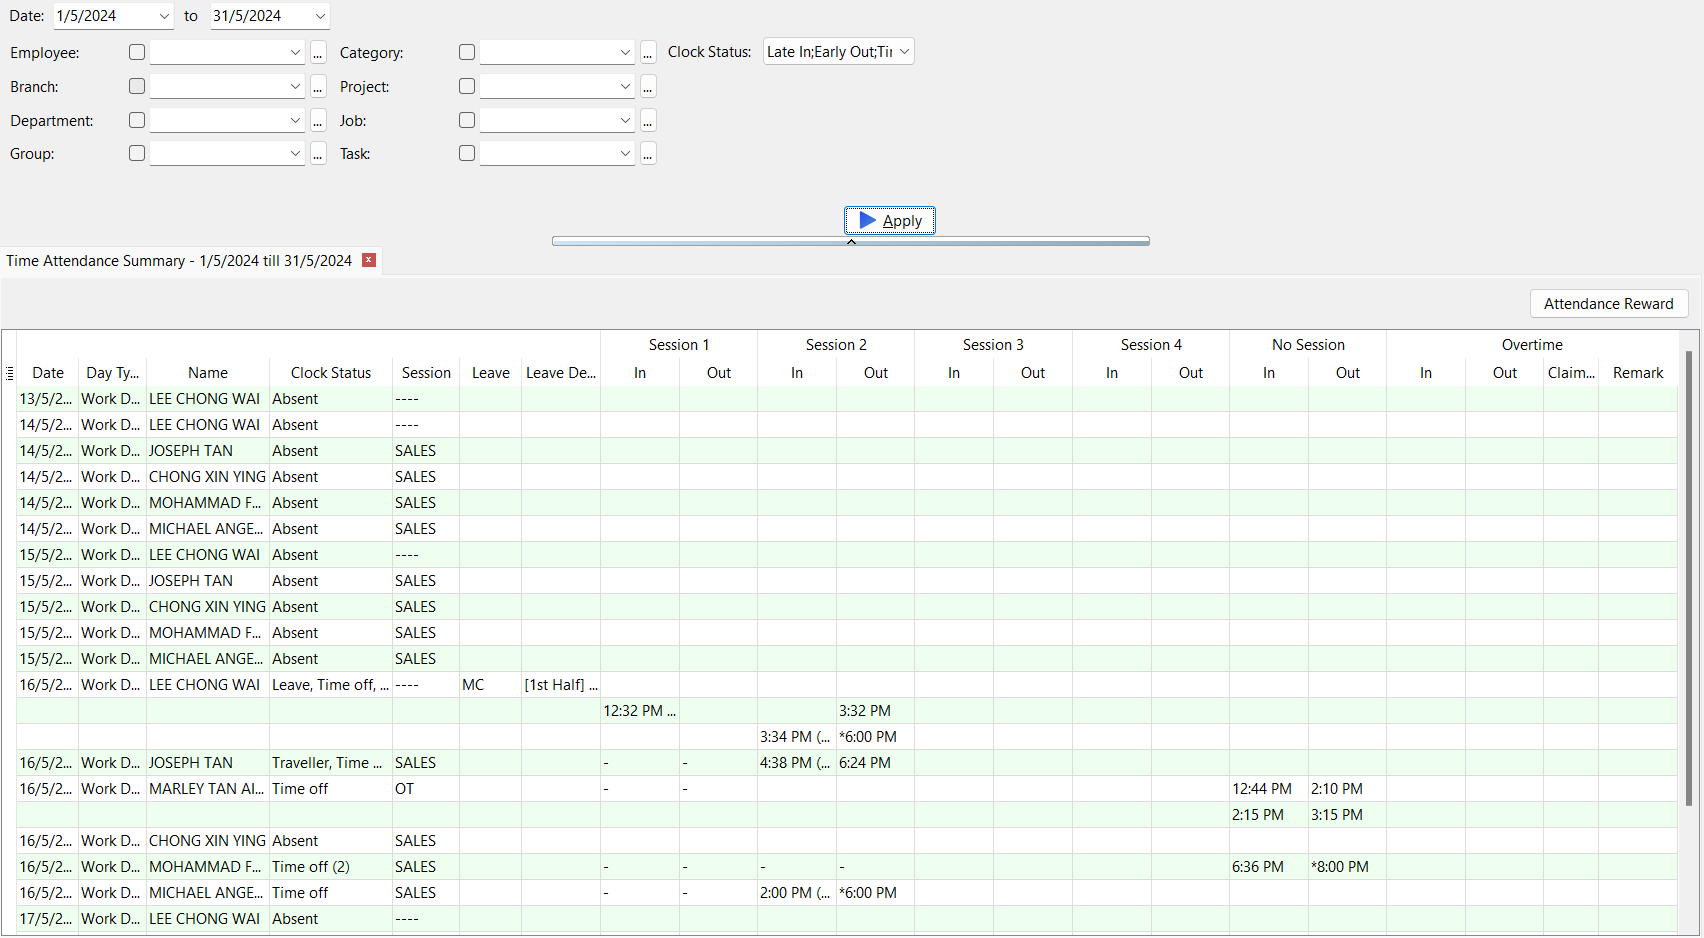 Date: 1/5/2024 to 31/5/2024
Employee: ... Category: ... Clock Status: Late In;Early Out;Tir
Branch: ... Project: ...
Department: ... Job: ...
Group: ... Task: ...
Apply
Time Attendance Summary - 1/5/2024 till 31/5/2024 x
Attendance Reward
Session 1 Session 2 Session 3 Session 4 No Session Overtime
Date Day Ty... Name Clock Status Session Leave Leave De... In Out In Out In Out In Out In Out In Out Claim... Remark
13/5/2... Work D... LEE CHONG WAI Absent ----
14/5/2... Work D... LEE CHONG WAI Absent ----
14/5/2... Work D... JOSEPH TAN Absent SALES
14/5/2... Work D... CHONG XIN YING Absent SALES
14/5/2... Work D... MOHAMMAD F... Absent SALES
14/5/2... Work D... MICHAEL ANGE... Absent SALES
15/5/2... Work D... LEE CHONG WAI Absent ----
15/5/2... Work D... JOSEPH TAN Absent SALES
15/5/2... Work D... CHONG XIN YING Absent SALES
15/5/2... Work D... MOHAMMAD F... Absent SALES
15/5/2... Work D... MICHAEL ANGE... Absent SALES
16/5/2... Work D... LEE CHONG WAI Leave, Time off, ... ---- MC [1st Half] ...
12:32 PM ... 3:32 PM
3:34 PM (... *6:00 PM
16/5/2... Work D... JOSEPH TAN Traveller, Time ... SALES - - 4:38 PM (... 6:24 PM
16/5/2... Work D... MARLEY TAN AI... Time off OT - - 12:44 PM 2:10 PM
2:15 PM 3:15 PM
16/5/2... Work D... CHONG XIN YING Absent SALES
16/5/2... Work D... MOHAMMAD F... Time off (2) SALES - - - - 6:36 PM *8:00 PM
16/5/2... Work D... MICHAEL ANGE... Time off SALES - - 2:00 PM (... *6:00 PM
17/5/2... Work D... LEE CHONG WAI Absent ----